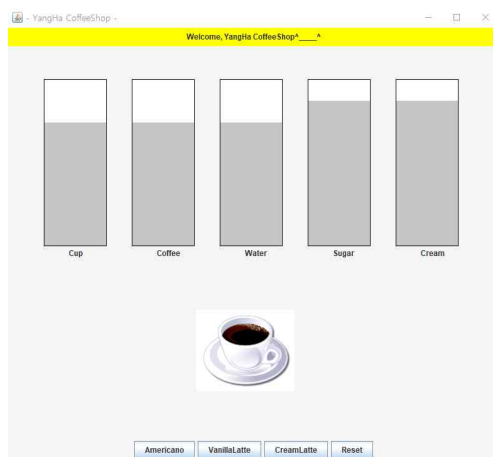 - YangHa CoffeeShop -
Welcome, YangHa CoffeeShop^____^
Cup Coffee Water Sugar Cream
Americano VanillaLatte CreamLatte Reset